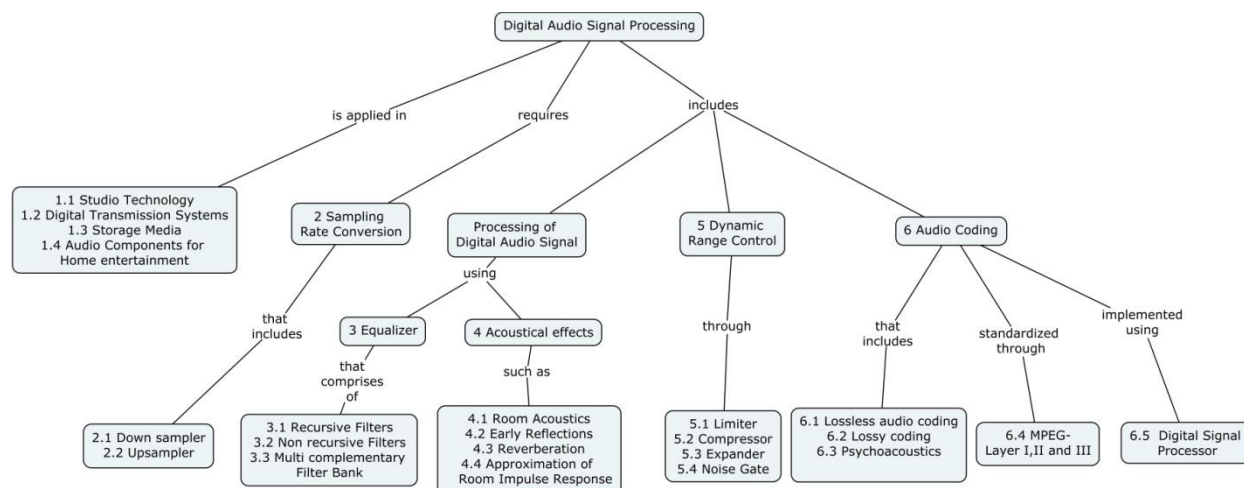 Digital Audio Signal Processing
is applied in
requires
includes
1.1 Studio Technology
1.2 Digital Transmission Systems
1.3 Storage Media
1.4 Audio Components for
Home entertainment
2 Sampling
Rate Conversion
Processing of
Digital Audio Signal
5 Dynamic
Range Control
6 Audio Coding
using
that
includes
3 Equalizer
4 Acoustical effects
through
that
includes
standardized
through
implemented
using
that
comprises
of
such as
2.1 Down sampler
2.2 Upsampler
3.1 Recursive Filters
3.2 Non recursive Filters
3.3 Multi complementary
Filter Bank
4.1 Room Acoustics
4.2 Early Reflections
4.3 Reverberation
4.4 Approximation of
Room Impulse Response
5.1 Limiter
5.2 Compressor
5.3 Expander
5.4 Noise Gate
6.1 Lossless audio coding
6.2 Lossy coding
6.3 Psychoacoustics
6.4 MPEG-
Layer I,II and III
6.5 Digital Signal
Processor